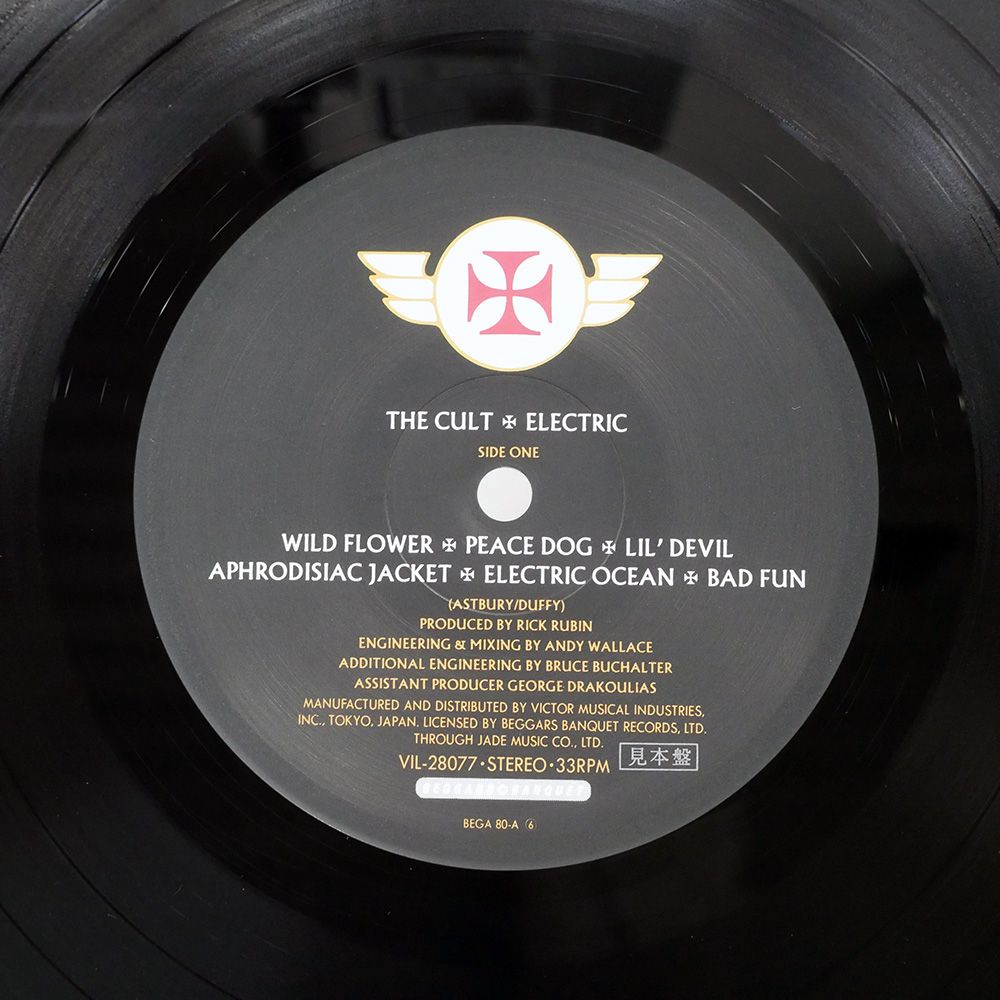 THE CULT ✠ ELECTRIC
SIDE ONE
WILD FLOWER ✠ PEACE DOG ✠ LIL' DEVIL
APHRODISIAC JACKET ✠ ELECTRIC OCEAN ✠ BAD FUN
(ASTBURY/DUFFY)
PRODUCED BY RICK RUBIN
ENGINEERING & MIXING BY ANDY WALLACE
ADDITIONAL ENGINEERING BY BRUCE BUCHALTER
ASSISTANT PRODUCER GEORGE DRAKOULIAS
MANUFACTURED AND DISTRIBUTED BY VICTOR MUSICAL INDUSTRIES,
INC., TOKYO, JAPAN. LICENSED BY BEGGARS BANQUET RECORDS, LTD.
THROUGH JADE MUSIC CO., LTD.
VIL-28077•STEREO•33RPM 見本盤
BEGGARS BANQUET
BEGA 80-A ⑥